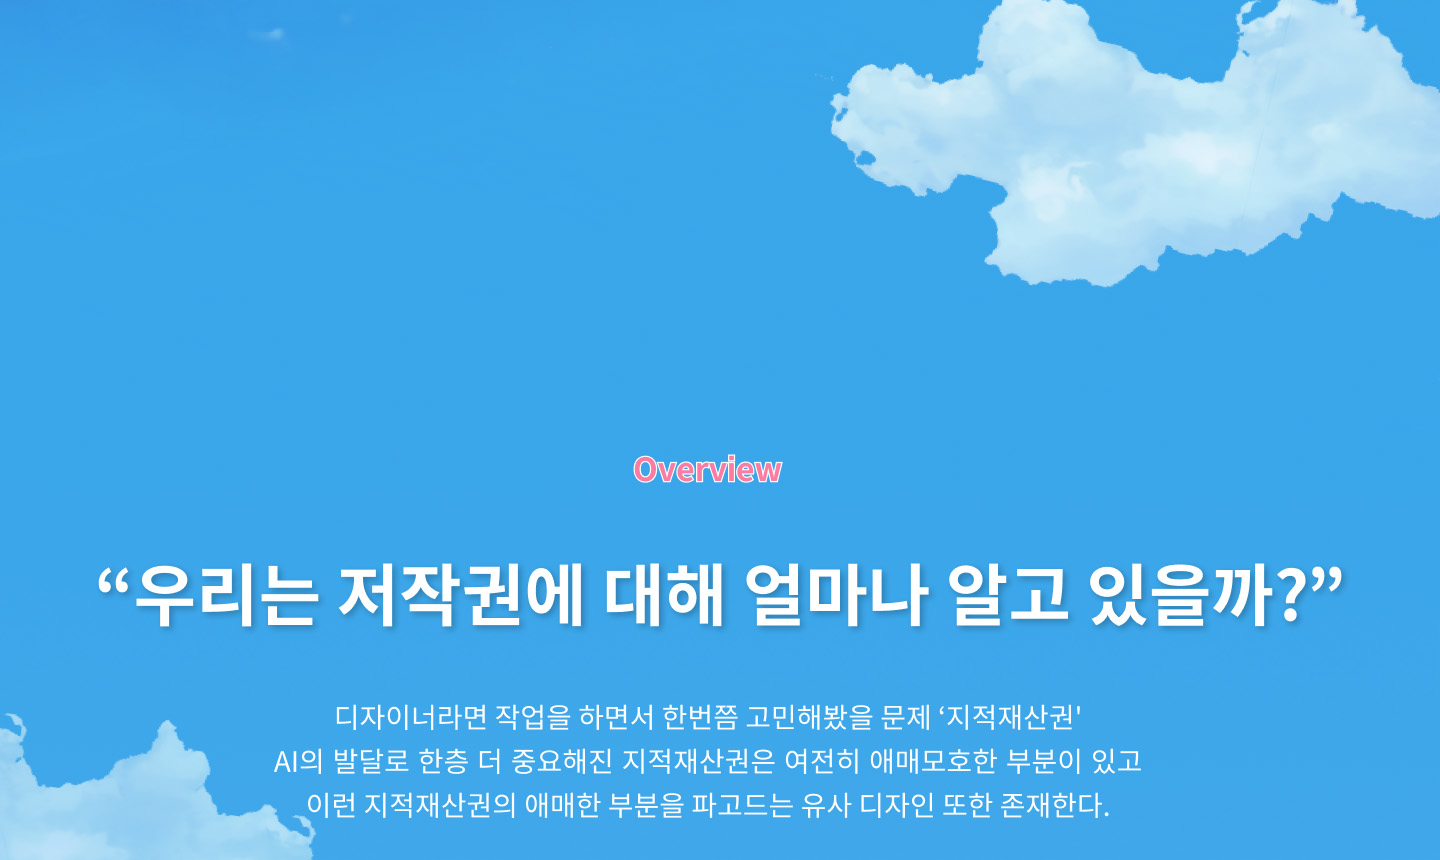 Overview
“우리는 저작권에 대해 얼마나 알고 있을까?”
디자이너라면 작업을 하면서 한번쯤 고민해봤을 문제 ‘지적재산권'
AI의 발달로 한층 더 중요해진 지적재산권은 여전히 애매모호한 부분이 있고
이런 지적재산권의 애매한 부분을 파고드는 유사 디자인 또한 존재한다.